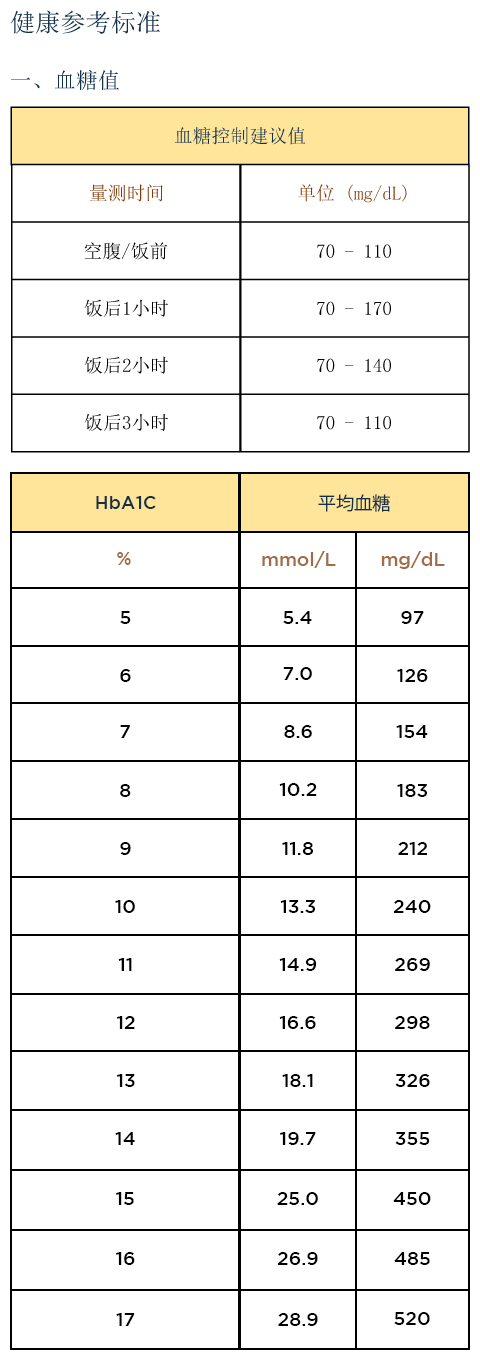 健康参考标准
一、血糖值
血糖控制建议值
量测时间 单位 (mg/dL)
空腹/饭前 70 - 110
饭后1小时 70 - 170
饭后2小时 70 - 140
饭后3小时 70 - 110
HbA1C 平均血糖
% mmol/L mg/dL
5 5.4 97
6 7.0 126
7 8.6 154
8 10.2 183
9 11.8 212
10 13.3 240
11 14.9 269
12 16.6 298
13 18.1 326
14 19.7 355
15 25.0 450
16 26.9 485
17 28.9 520